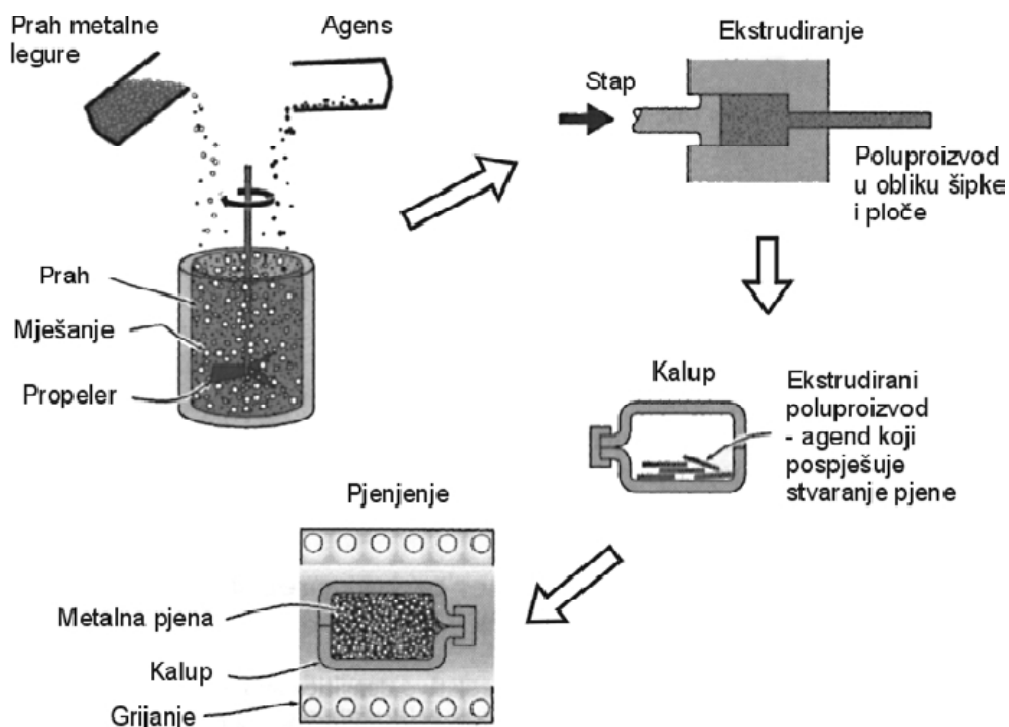 Prah metalne
legure
Agens
Prah
Mješanje
Propeler
Ekstrudiranje
Stap
Poluproizvod
u obliku šipke
i ploče
Kalup
Ekstrudirani
poluproizvod
- agend koji
pospješuje
stvaranje pjene
Pjenjenje
Metalna pjena
Kalup
Grijanje